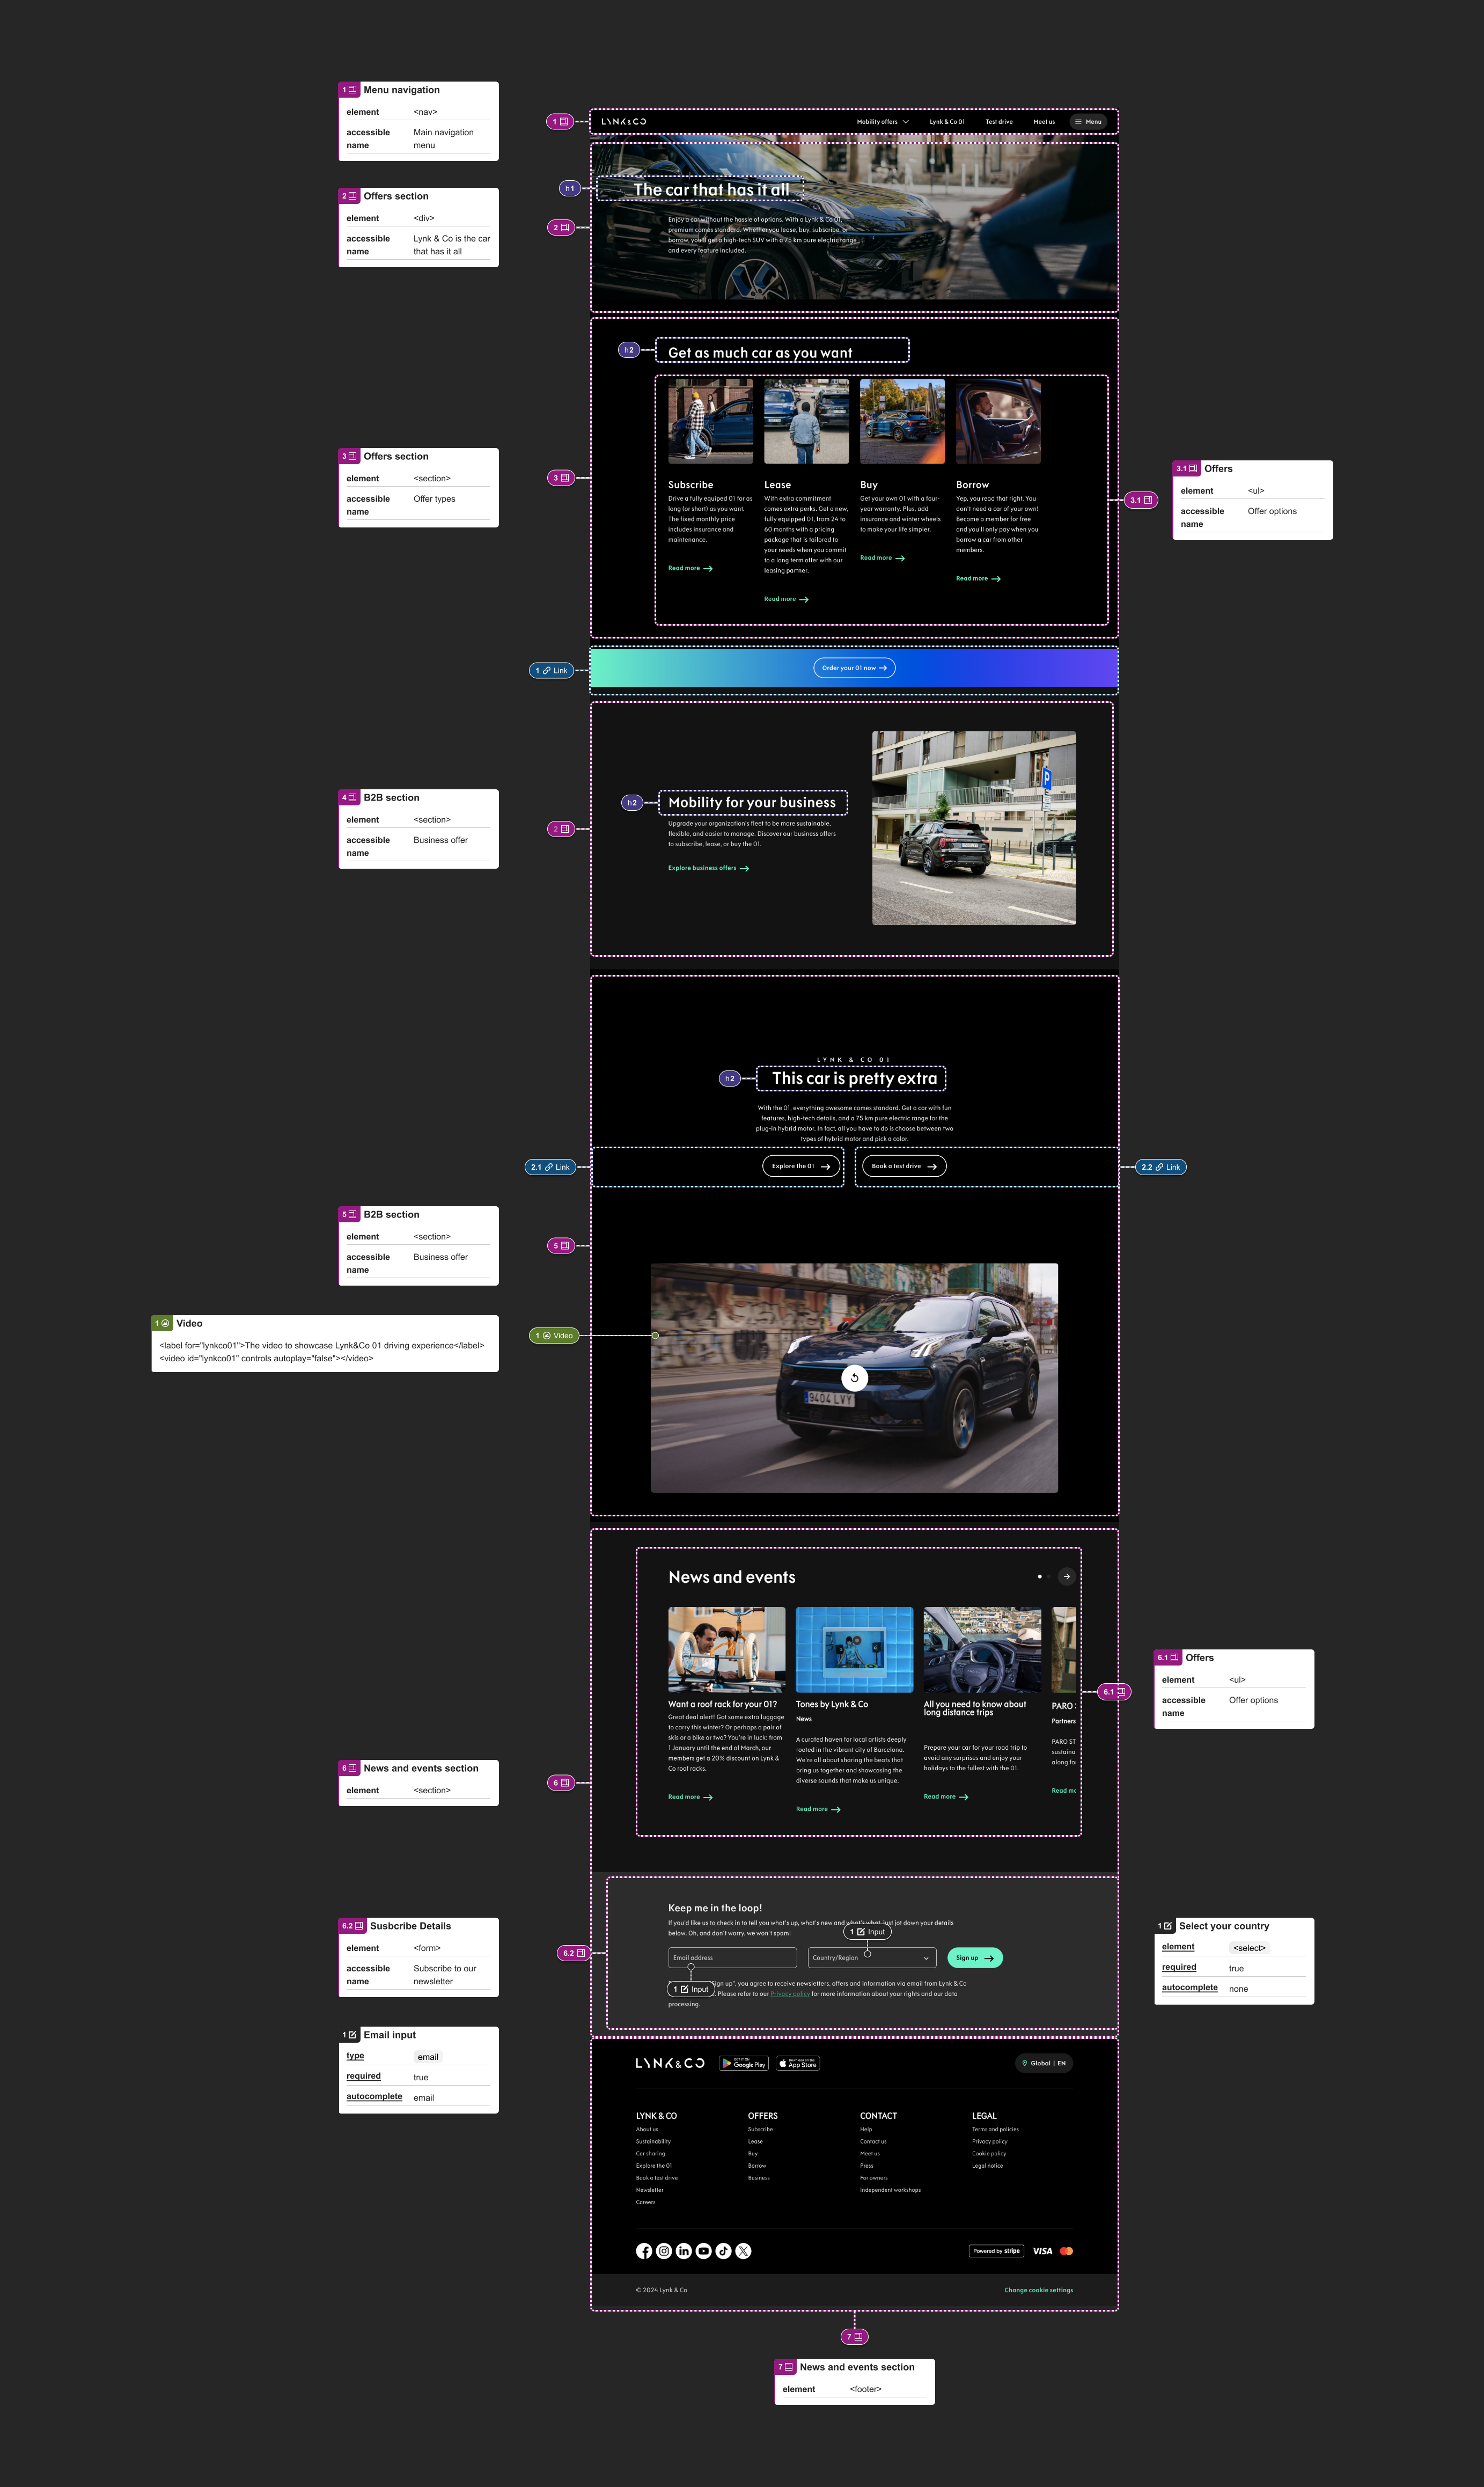 1 Menu navigation
element <nav>
accessible name Main navigation menu
2 Offers section
element <div>
accessible name Lynk & Co is the car that has it all
3 Offers section
element <section>
accessible name Offer types
4 B2B section
element <section>
accessible name Business offer
5 B2B section
element <section>
accessible name Business offer
1 Video
<label for="lynkco01">The video to showcase Lynk&Co 01 driving experience</label>
<video id="lynkco01" controls autoplay="false"></video>
6 News and events section
element <section>
6.2 Susbcribe Details
element <form>
accessible name Subscribe to our newsletter
1 Email input
type email
required true
autocomplete email
1
LYNK&CO
Mobility offers
Lynk & Co 01
Test drive
Meet us
Menu
h1
The car that has it all
2
Enjoy a car without the hassle of options. With a Lynk & Co 01,
premium comes standard. Whether you lease, buy, subscribe, or
borrow, you'll get a high-tech SUV with a 75 km pure electric range
and every feature included.
h2
Get as much car as you want
3
Subscribe
Drive a fully equiped 01 for as
long (or short) as you want.
The fixed monthly price
includes insurance and
maintenance.
Read more
Lease
With extra commitment
comes extra perks. Get a new,
fully equipped 01, from 24 to
60 months with a pricing
package that is tailored to
your needs when you commit
to a long term offer with our
leasing partner.
Read more
Buy
Get your own 01 with a four-
year warranty. Plus, add
insurance and winter wheels
to make your life simpler.
Read more
Borrow
Yep, you read that right. You
don't need a car of your own!
Become a member for free
and you'll only pay when you
borrow a car from other
members.
Read more
3.1
3.1 Offers
element <ul>
accessible name Offer options
1 Link
Order your 01 now
h2
Mobility for your business
2
Upgrade your organization's fleet to be more sustainable,
flexible, and easier to manage. Discover our business offers
to subscribe, lease, or buy the 01.
Explore business offers
P
LYNK & CO 01
h2
This car is pretty extra
With the 01, everything awesome comes standard. Get a car with fun
features, high-tech details, and a 75 km pure electric range for the
plug-in hybrid motor. In fact, all you have to do is choose between two
types of hybrid motor and pick a color.
2.1 Link
Explore the 01
Book a test drive
2.2 Link
5
1 Video
9404 LVY
News and events
Want a roof rack for your 01?
Great deal alert! Got some extra luggage
to carry this winter? Or perhaps a pair of
skis or a bike or two? You're in luck: from
1 January until the end of March, our
members get a 20% discount on Lynk &
Co roof racks.
Read more
Tones by Lynk & Co
News
A curated haven for local artists deeply
rooted in the vibrant city of Barcelona.
We're all about sharing the beats that
bring us together and showcasing the
diverse sounds that make us unique.
Read more
All you need to know about
long distance trips
Prepare your car for your road trip to
avoid any surprises and enjoy your
holidays to the fullest with the 01.
Read more
PARO
Partners
PARO ST
sustaina
along fo
Read mo
6.1
6.1 Offers
element <ul>
accessible name Offer options
6
Keep me in the loop!
If you'd like us to check in to tell you what's up, what's new and what's what just jot down your details
below. Oh, and don't worry, we won't spam!
1 Input
6.2
Email address
Country/Region
Sign up
1 Input
Sign up", you agree to receive newsletters, offers and information via email from Lynk & Co
. Please refer to our Privacy policy for more information about your rights and our data
processing.
1 Select your country
element <select>
required true
autocomplete none
LYNK&CO
GET IT ON
Google Play
Download on the
App Store
Global | EN
LYNK & CO
About us
Sustainability
Car sharing
Explore the 01
Book a test drive
Newsletter
Careers
OFFERS
Subscribe
Lease
Buy
Borrow
Business
CONTACT
Help
Contact us
Meet us
Press
For owners
Independent workshops
LEGAL
Terms and policies
Privacy policy
Cookie policy
Legal notice
Powered by stripe
VISA
© 2024 Lynk & Co
Change cookie settings
7
7 News and events section
element <footer>